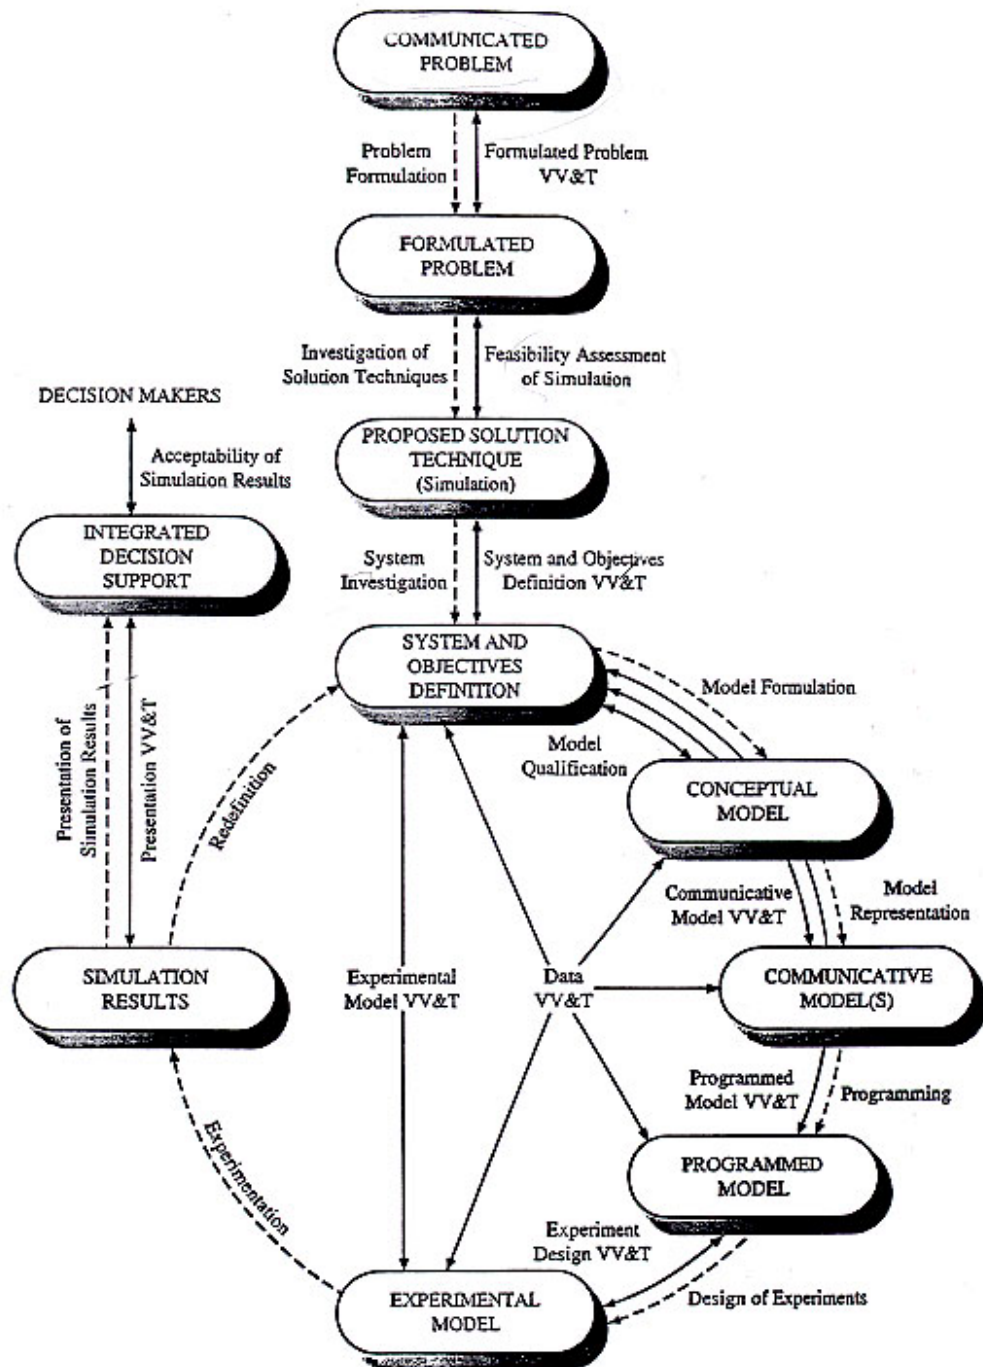 COMMUNICATED
PROBLEM
Problem
Formulation
Formulated Problem
VV&T
FORMULATED
PROBLEM
Investigation of
Solution Techniques
Feasibility Assessment
of Simulation
DECISION MAKERS
Acceptability of
Simulation Results
PROPOSED SOLUTION
TECHNIQUE
(Simulation)
INTEGRATED
DECISION
SUPPORT
System
Investigation
System and Objectives
Definition VV&T
SYSTEM AND
OBJECTIVES
DEFINITION
Model Formulation
Model
Qualification
Presentation of
Simulation Results
Presentation VV&T
Redefinition
CONCEPTUAL
MODEL
Communicative
Model VV&T
Model
Representation
SIMULATION
RESULTS
Experimental
Model VV&T
Data
VV&T
COMMUNICATIVE
MODEL(S)
Programmed
Model VV&T
Programming
Experimentation
PROGRAMMED
MODEL
Experiment
Design VV&T
Design of Experiments
EXPERIMENTAL
MODEL